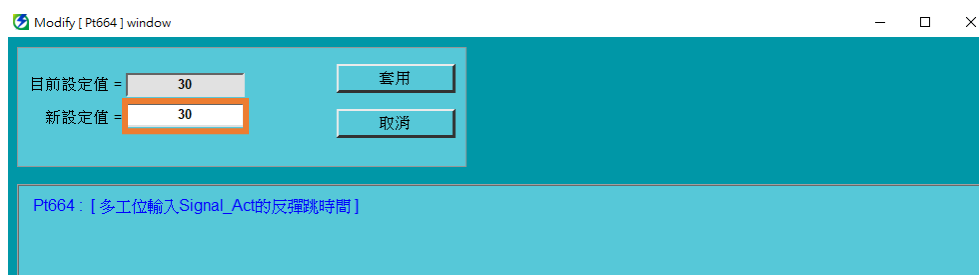 Modify [ Pt664 ] window
目前設定值 = 30
套用
新設定值 = 30
取消
Pt664 : [ 多工位輸入Signal_Act的反彈跳時間 ]